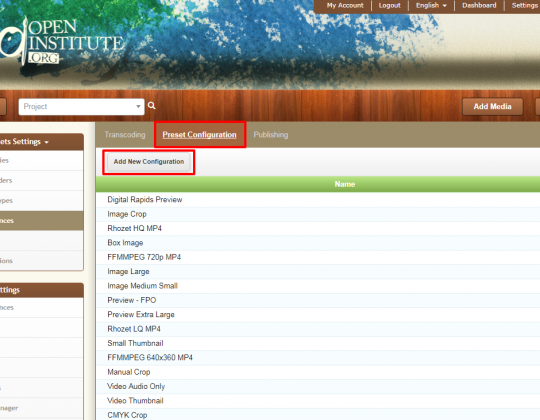 My Account Logout English Dashboard Settings
OPEN
INSTITUTE
.ORG
Project Add Media
ets Settings
Transcoding Preset Configuration Publishing
ies
Add New Configuration
ders
Name
opes
Digital Rapids Preview
nces
Image Crop
Rhozet HQ MP4
Box Image
ions
FFMMPEG 720p MP4
Image Large
ttings
Image Medium Small
nces
Preview - FPO
Preview Extra Large
Rhozet LQ MP4
Small Thumbnail
FFMMPEG 640x360 MP4
Manual Crop
s
Video Audio Only
nager
Video Thumbnail
CMYK Crop